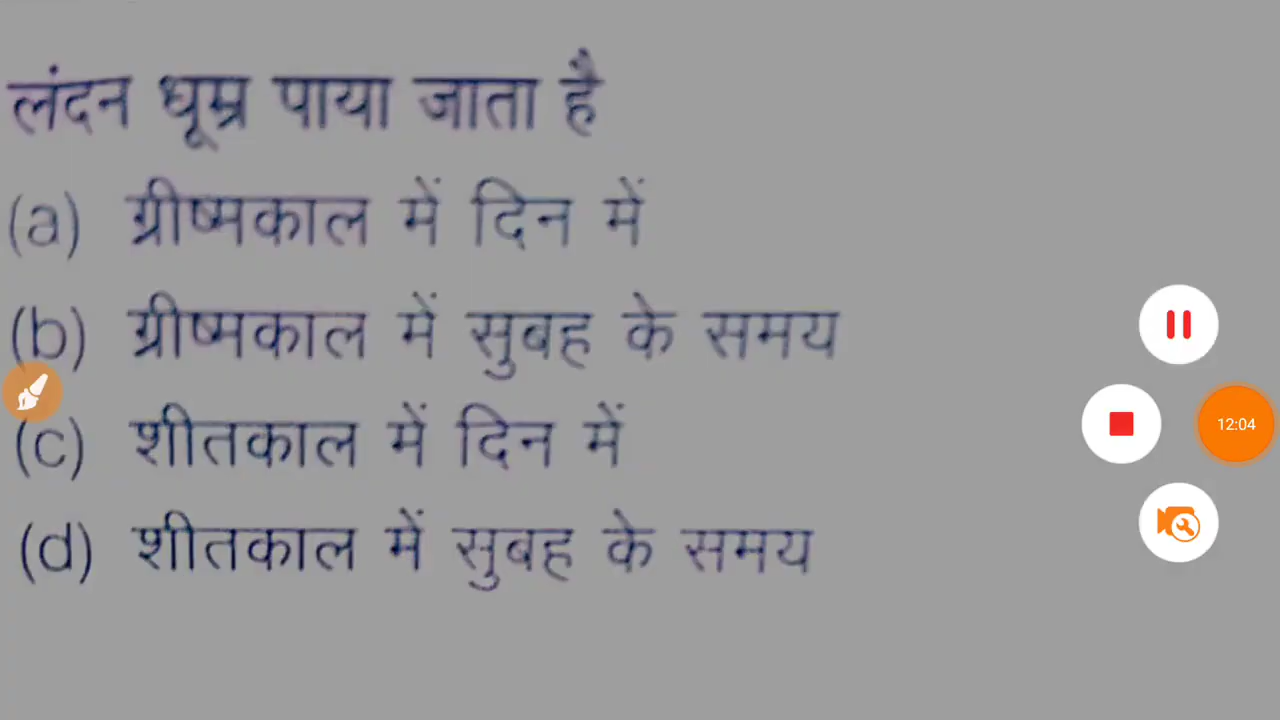 लंदन धूम्र पाया जाता है
(a) ग्रीष्मकाल में दिन में
(b) ग्रीष्मकाल में सुबह के समय
(c) शीतकाल में दिन में
(d) शीतकाल में सुबह के समय
12:04